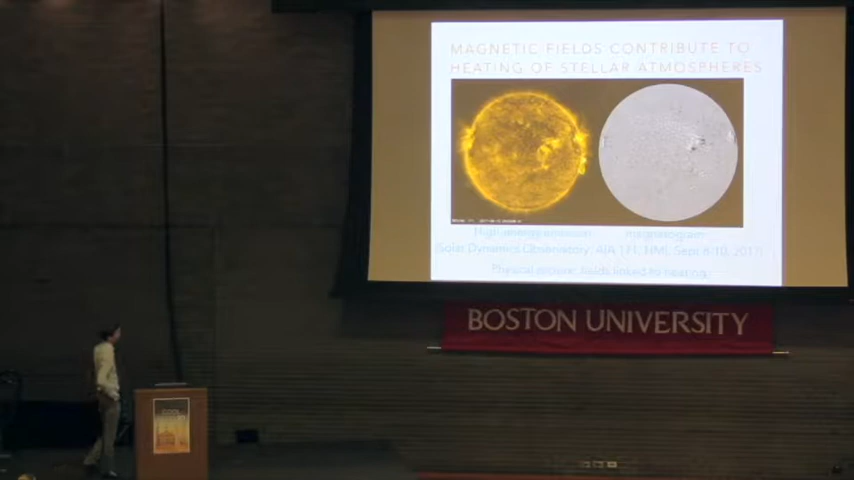 MAGNETIC FIELDS CONTRIBUTE TO
HEATING OF STELLAR ATMOSPHERES
High energy emission
magnetogram
(Solar Dynamics Observatory, AIA 171, HMI, Sept 8-10, 2017)
Physical picture: fields linked to heating
BOSTON UNIVERSITY